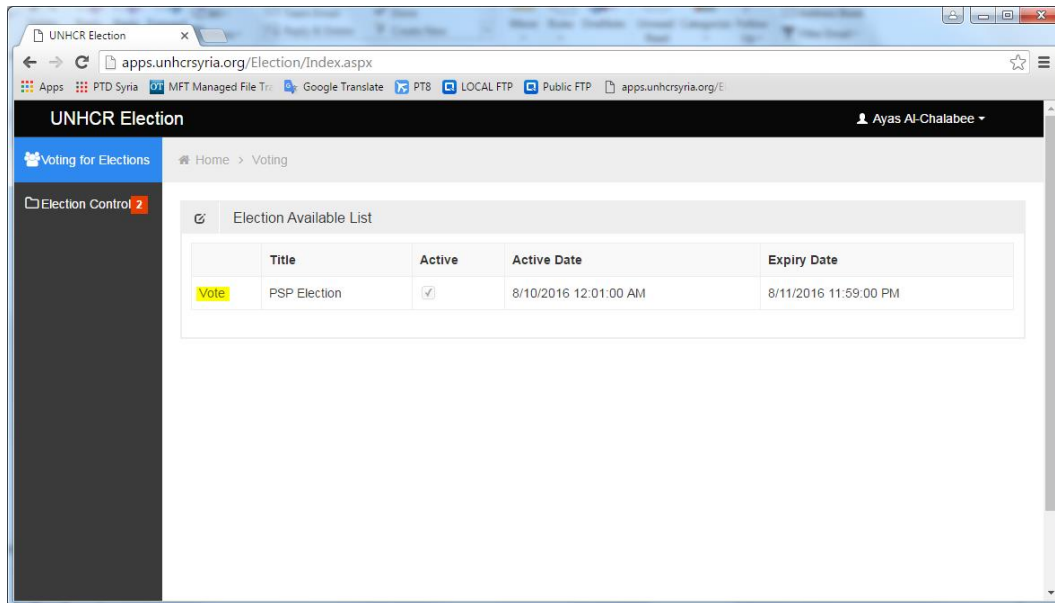 UNHCR Election
apps.unhcrsyria.org/Election/Index.aspx
Apps PTD Syria OT MFT Managed File Tra Google Translate PT8 LOCAL FTP Public FTP apps.unhcrsyria.org/E
UNHCR Election Ayas Al-Chalabee
Voting for Elections Home > Voting
Election Control 2
Election Available List
Title Active Active Date Expiry Date
Vote PSP Election 8/10/2016 12:01:00 AM 8/11/2016 11:59:00 PM